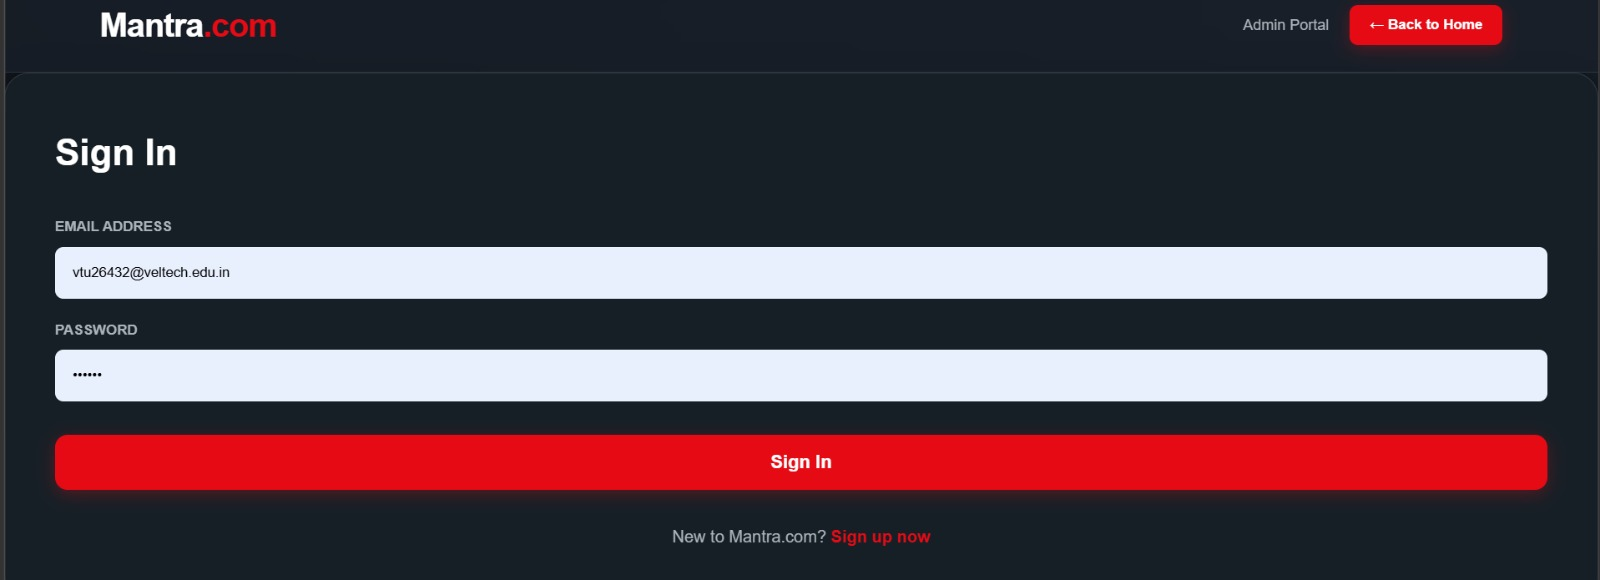 Mantra.com
Admin Portal
← Back to Home
Sign In
EMAIL ADDRESS
vtu26432@veltech.edu.in
PASSWORD
••••••
Sign In
New to Mantra.com? Sign up now